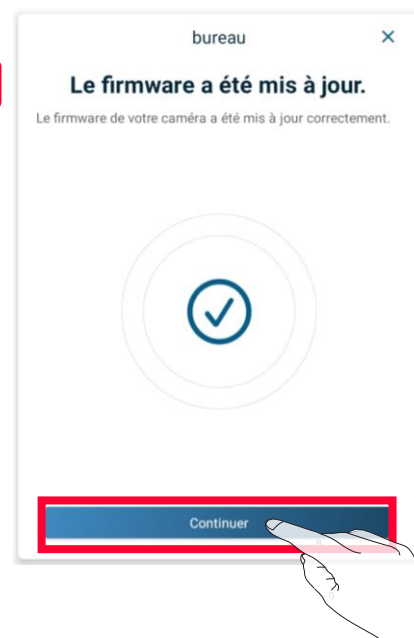 bureau
Le firmware a été mis à jour.
Le firmware de votre caméra a été mis à jour correctement.
Continuer